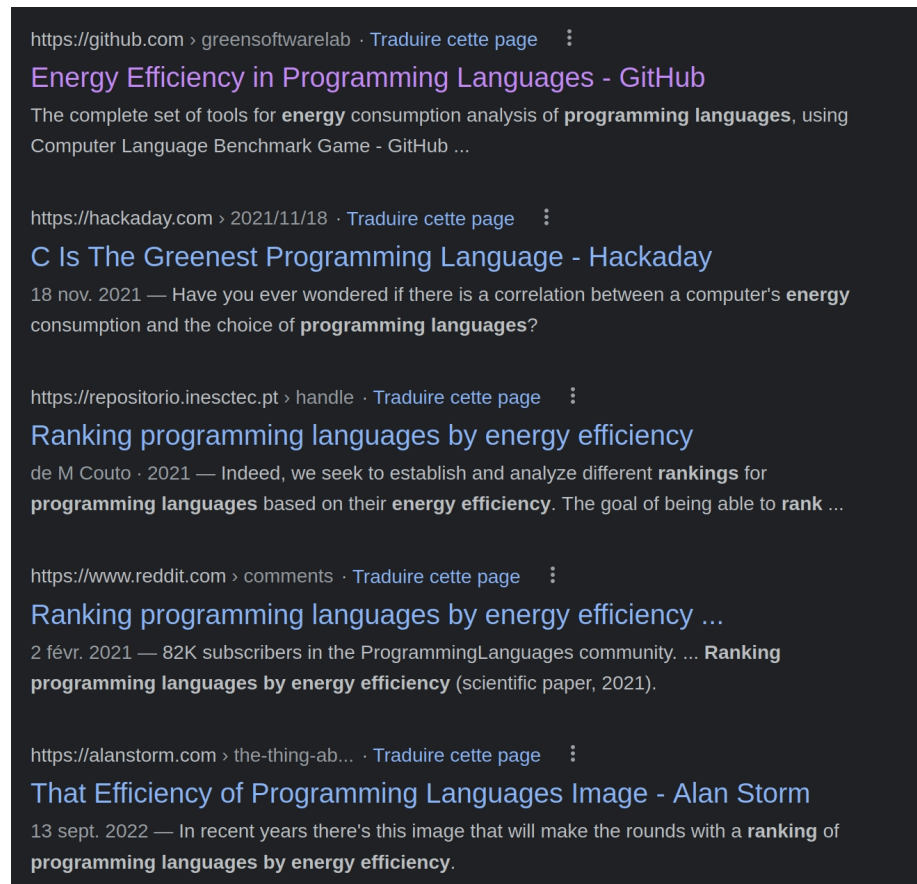 https://github.com › greensoftwarelab · Traduire cette page
Energy Efficiency in Programming Languages - GitHub
The complete set of tools for energy consumption analysis of programming languages, using
Computer Language Benchmark Game - GitHub ...
https://hackaday.com › 2021/11/18 · Traduire cette page
C Is The Greenest Programming Language - Hackaday
18 nov. 2021 — Have you ever wondered if there is a correlation between a computer's energy
consumption and the choice of programming languages?
https://repositorio.inesctec.pt › handle · Traduire cette page
Ranking programming languages by energy efficiency
de M Couto · 2021 — Indeed, we seek to establish and analyze different rankings for
programming languages based on their energy efficiency. The goal of being able to rank ...
https://www.reddit.com › comments · Traduire cette page
Ranking programming languages by energy efficiency ...
2 févr. 2021 — 82K subscribers in the ProgrammingLanguages community. ... Ranking
programming languages by energy efficiency (scientific paper, 2021).
https://alanstorm.com › the-thing-ab... · Traduire cette page
That Efficiency of Programming Languages Image - Alan Storm
13 sept. 2022 — In recent years there's this image that will make the rounds with a ranking of
programming languages by energy efficiency.